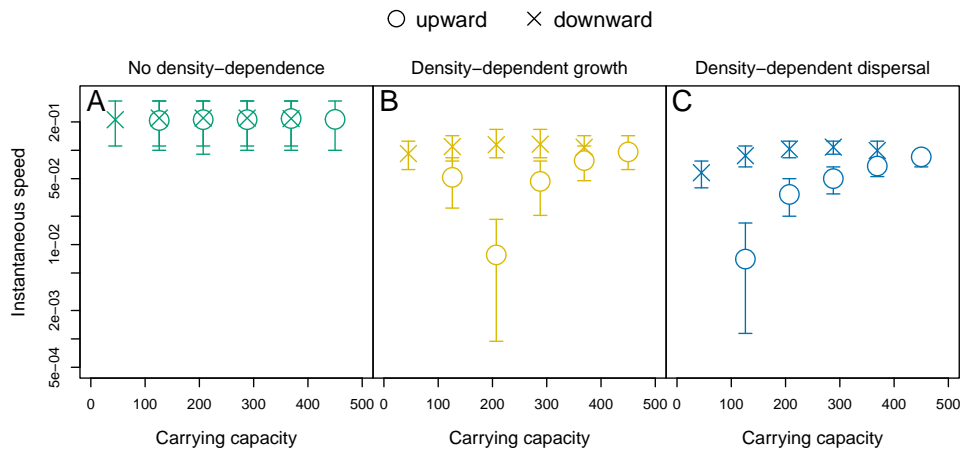 upward downward
No density−dependence Density−dependent growth Density−dependent dispersal
A B C
Instantaneous speed
2e−01
5e−02
1e−02
2e−03
5e−04
0 100 200 300 400 500 0 100 200 300 400 500 0 100 200 300 400 500
Carrying capacity Carrying capacity Carrying capacity